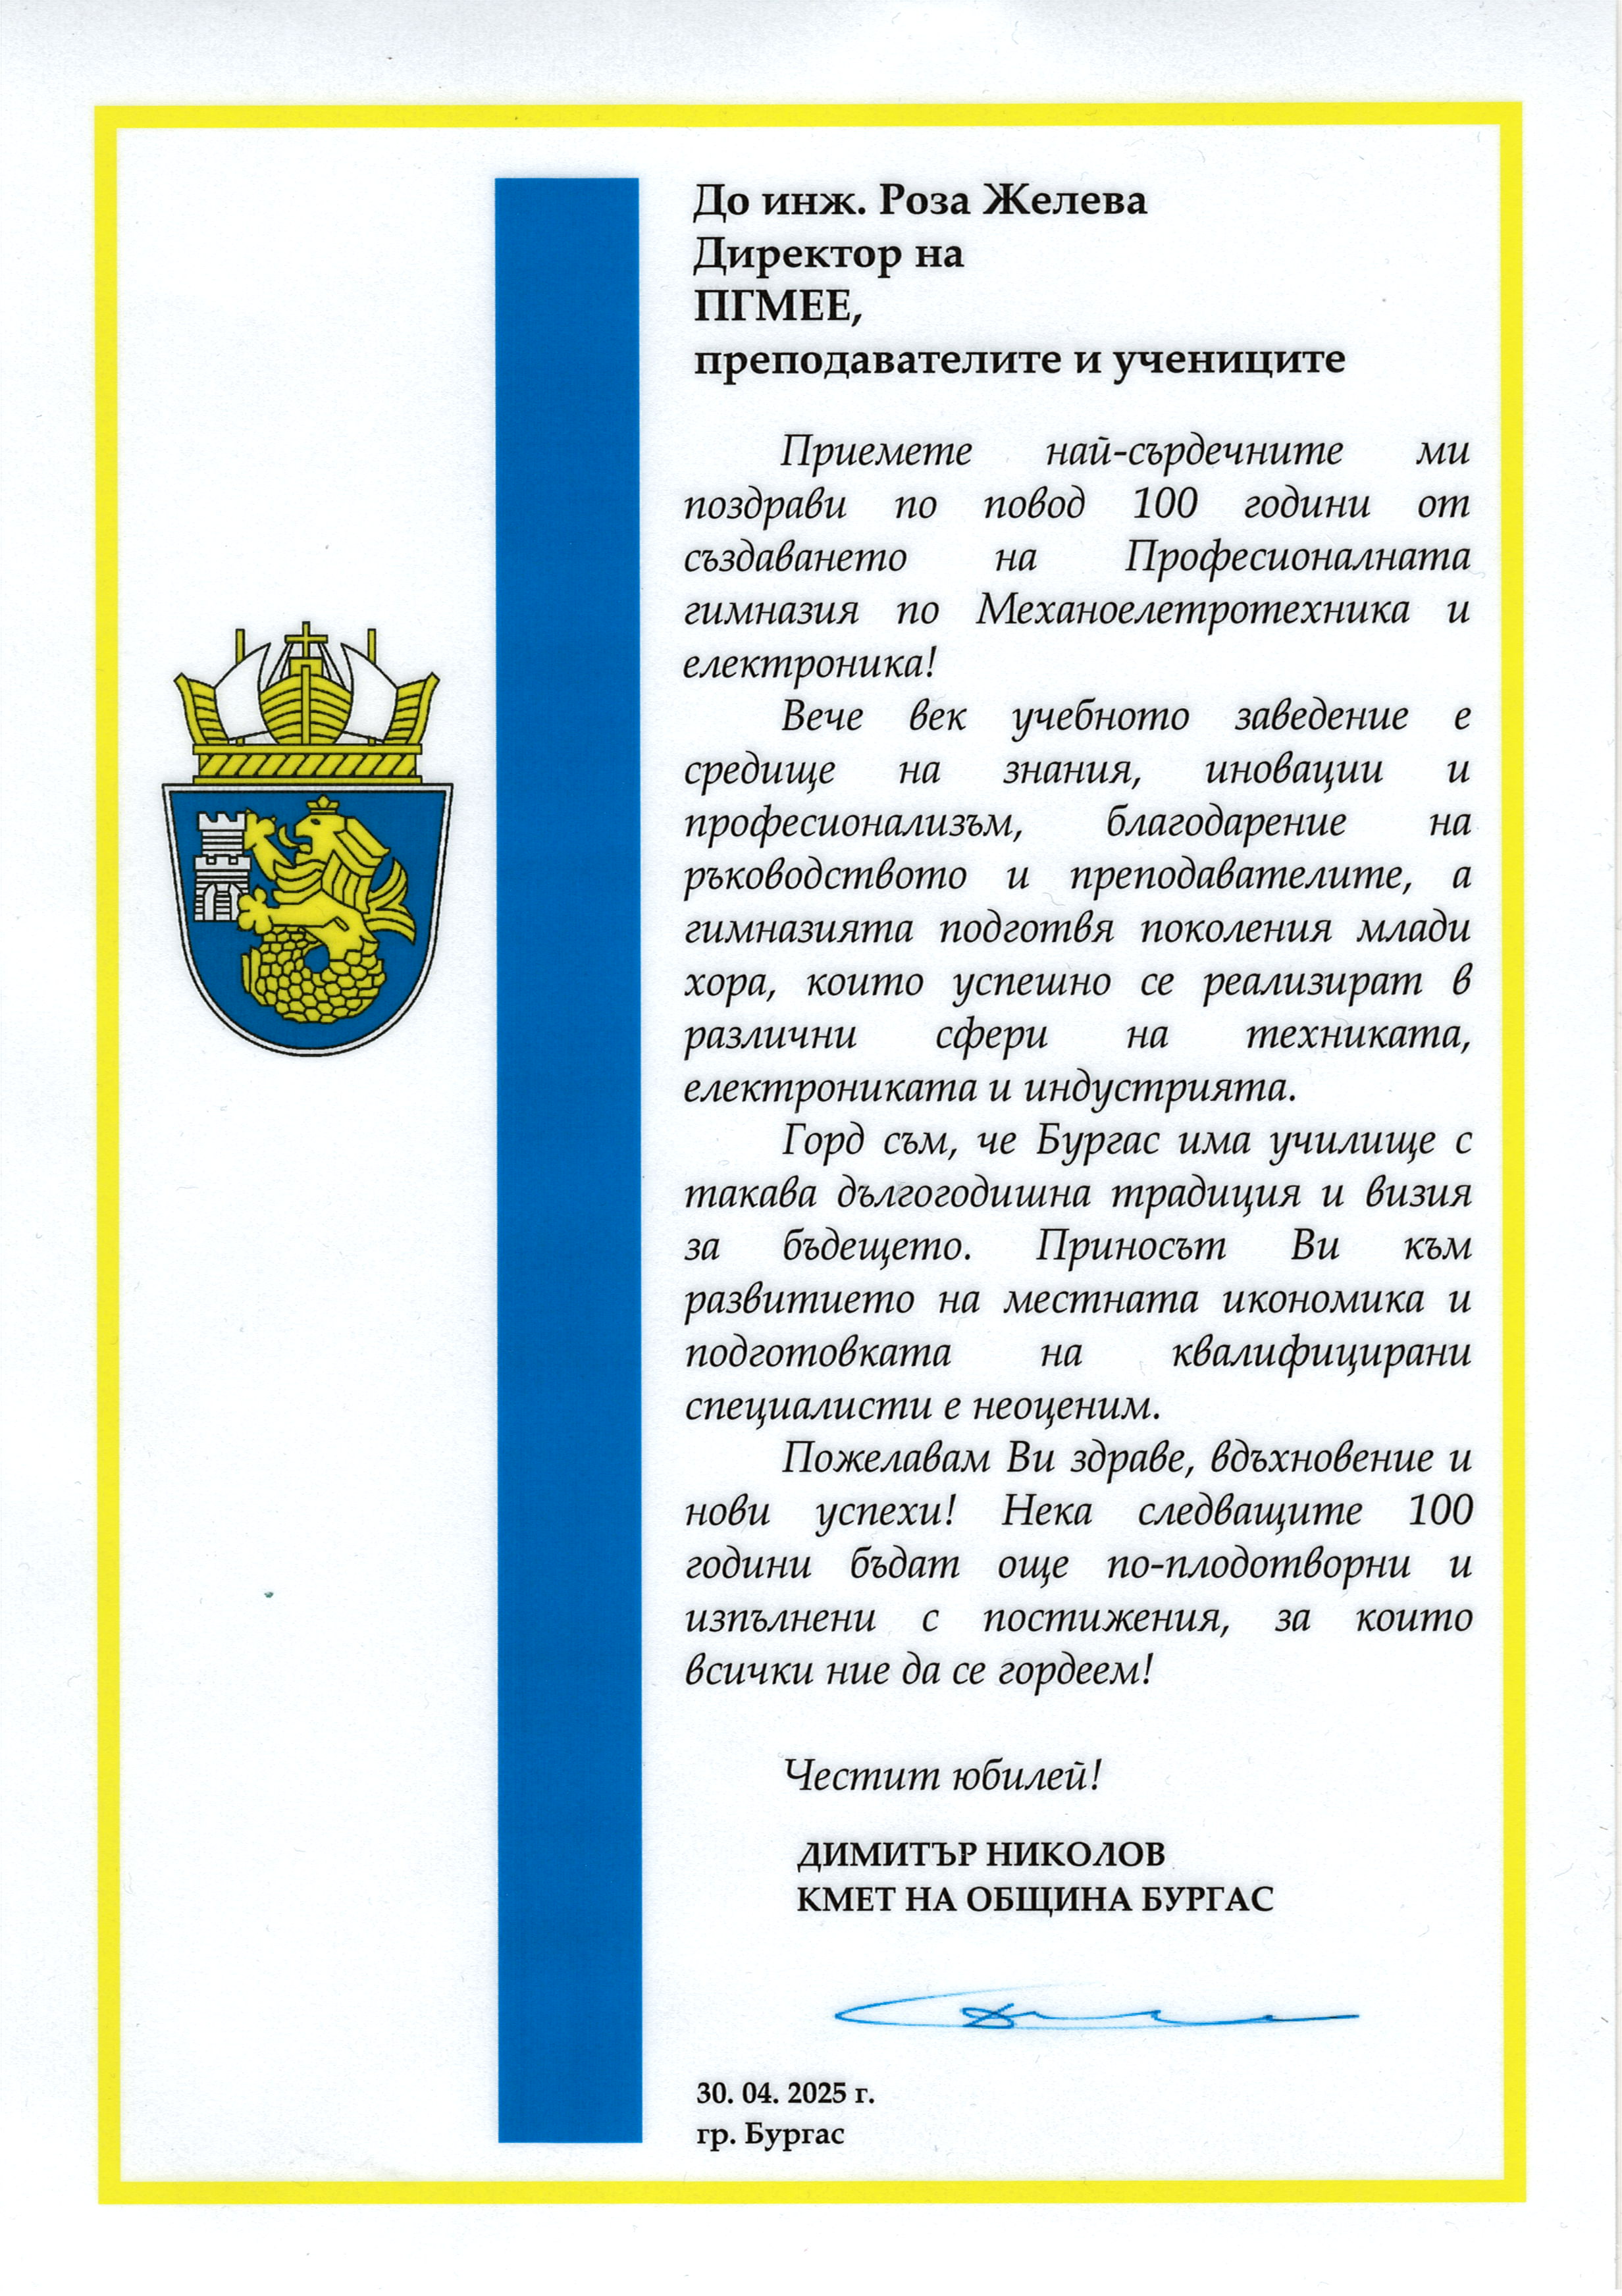 До инж. Роза Желева
Директор на
ПГМЕЕ,
преподавателите и учениците
Приемете най-сърдечните ми
поздрави по повод 100 години от
създаването на Професионалната
гимназия по Механоелетротехника и
електроника!
Вече век учебното заведение е
средище на знания, иновации и
професионализъм, благодарение на
ръководството и преподавателите, а
гимназията подготвя поколения млади
хора, които успешно се реализират в
различни сфери на техниката,
електрониката и индустрията.
Горд съм, че Бургас има училище с
такава дългогодишна традиция и визия
за бъдещето. Приносът Ви към
развитието на местната икономика и
подготовката на квалифицирани
специалисти е неоценим.
Пожелавам Ви здраве, вдъхновение и
нови успехи! Нека следващите 100
години бъдат още по-плодотворни и
изпълнени с постижения, за които
всички ние да се гордеем!
Честит юбилей!
ДИМИТЪР НИКОЛОВ
КМЕТ НА ОБЩИНА БУРГАС
30. 04. 2025 г.
гр. Бургас